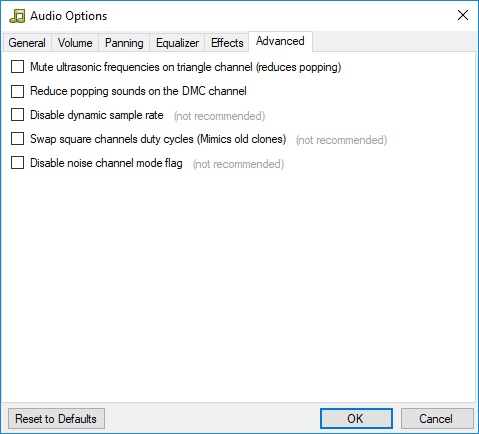 Audio Options
General Volume Panning Equalizer Effects Advanced
Mute ultrasonic frequencies on triangle channel (reduces popping)
Reduce popping sounds on the DMC channel
Disable dynamic sample rate (not recommended)
Swap square channels duty cycles (Mimics old clones) (not recommended)
Disable noise channel mode flag (not recommended)
Reset to Defaults OK Cancel